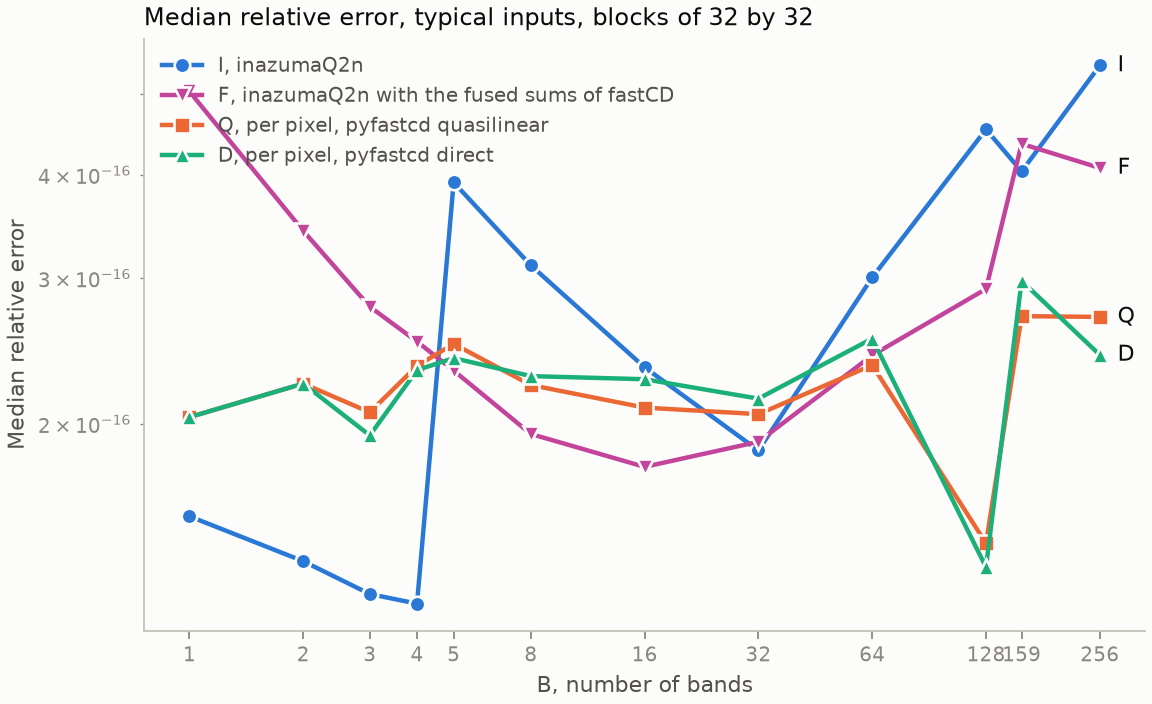 Median relative error, typical inputs, blocks of 32 by 32
I, inazumaQ2n
F, inazumaQ2n with the fused sums of fastCD
Q, per pixel, pyfastcd quasilinear
D, per pixel, pyfastcd direct
4 × 10⁻¹⁶
3 × 10⁻¹⁶
2 × 10⁻¹⁶
Median relative error
I
F
Q
D
1 2 3 4 5 8 16 32 64 128 159 256
B, number of bands